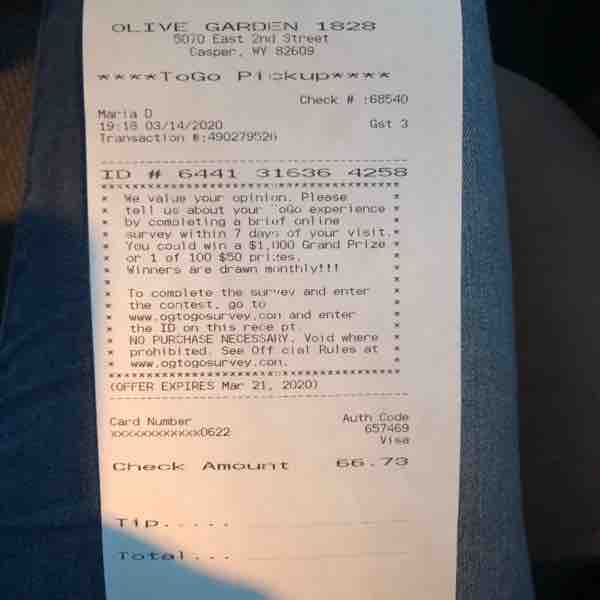 OLIVE GARDEN 1828
5070 East 2nd Street
Casper, WY 82609
****ToGo Pickup****
Check # :68540
Maria D
19:18 03/14/2020 Gst 3
Transaction #:490279520
ID # 6441 31636 4258
************************************
* We value your opinion. Please *
* tell us about your ToGo experience *
* by completing a brief online *
* survey within 7 days of your visit.*
* You could win a $1,000 Grand Prize *
* or 1 of 100 $50 prizes. *
* Winners are drawn monthly!!! *
* To complete the survey and enter *
* the contest, go to *
* www.ogtogosurvey.com and enter *
* the ID on this receipt. *
* NO PURCHASE NECESSARY. Void where *
* prohibited. See Official Rules at *
* www.ogtogosurvey.com. *
************************************
(OFFER EXPIRES Mar 21, 2020)
Card Number Auth Code
XXXXXXXXXXXX0622 657469
Visa
Check Amount 66.73
Tip.....
Total...